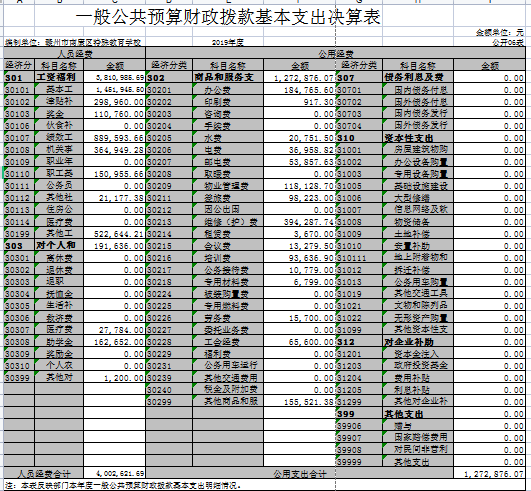 一般公共预算财政拨款基本支出决算表
金额单位：元
编制单位：赣州市南康区特殊教育学校 2019年度 公开06表
人员经费 公用经费
经济分 科目名称 金额 经济分类 科目名称 金额 经济分类 科目名称 金额
301 工资福利 3,810,985.69 302 商品和服务支 1,272,876.07 307 债务利息及费 0.00
30101 基本工 1,451,945.50 30201 办公费 184,765.60 30701 国内债务付息 0.00
30102 津贴补 298,960.00 30202 印刷费 917.30 30702 国外债务付息 0.00
30103 奖金 110,760.00 30203 咨询费 0.00 30703 国内债务发行 0.00
30106 伙食补 0.00 30204 手续费 0.00 30704 国外债务发行 0.00
30107 绩效工 889,593.66 30205 水费 20,751.50 310 资本性支出 0.00
30108 机关事 364,949.28 30206 电费 36,958.82 31001 房屋建筑物购 0.00
30109 职业年 0.00 30207 邮电费 53,857.63 31002 办公设备购置 0.00
30110 职工基 150,955.66 30208 取暖费 0.00 31003 专用设备购置 0.00
30111 公务员 0.00 30209 物业管理费 118,128.70 31005 基础设施建设 0.00
30112 其他社 21,177.38 30211 差旅费 98,223.00 31006 大型修缮 0.00
30113 住房公 0.00 30212 因公出国 0.00 31007 信息网络及软 0.00
30114 医疗费 0.00 30213 维修（护）费 394,287.74 31008 物资储备 0.00
30199 其他工 522,644.21 30214 租赁费 3,670.00 31009 土地补偿 0.00
303 对个人和 191,636.00 30215 会议费 13,279.50 31010 安置补助 0.00
30301 离休费 0.00 30216 培训费 93,636.90 31011 地上附着物和 0.00
30302 退休费 0.00 30217 公务接待费 10,779.00 31012 拆迁补偿 0.00
30303 退职 0.00 30218 专用材料费 6,799.00 31013 公务用车购置 0.00
30304 抚恤金 0.00 30224 被装购置费 0.00 31019 其他交通工具 0.00
30305 生活补 0.00 30225 专用燃料费 0.00 31021 文物和陈列品 0.00
30306 救济费 0.00 30226 劳务费 15,700.00 31022 无形资产购置 0.00
30307 医疗费 27,784.00 30227 委托业务费 0.00 31099 其他资本性支 0.00
30308 助学金 162,652.00 30228 工会经费 65,600.00 312 对企业补助 0.00
30309 奖励金 0.00 30229 福利费 0.00 31201 资本金注入 0.00
30310 个人农 0.00 30231 公务用车运行 0.00 31203 政府投资基金 0.00
30399 其他对 1,200.00 30239 其他交通费用 0.00 31204 费用补贴 0.00
30240 税金及附加费 0.00 31205 利息补贴 0.00
30299 其他商品和服 155,521.38 31299 其他对企业补 0.00
399 其他支出 0.00
39906 赠与 0.00
39907 国家赔偿费用 0.00
39908 对民间非营利 0.00
39999 其他支出 0.00
人员经费合计 4,002,621.69 公用支出合计 1,272,876.07
注：本表反映部门本年度一般公共预算财政拨款基本支出明细情况。